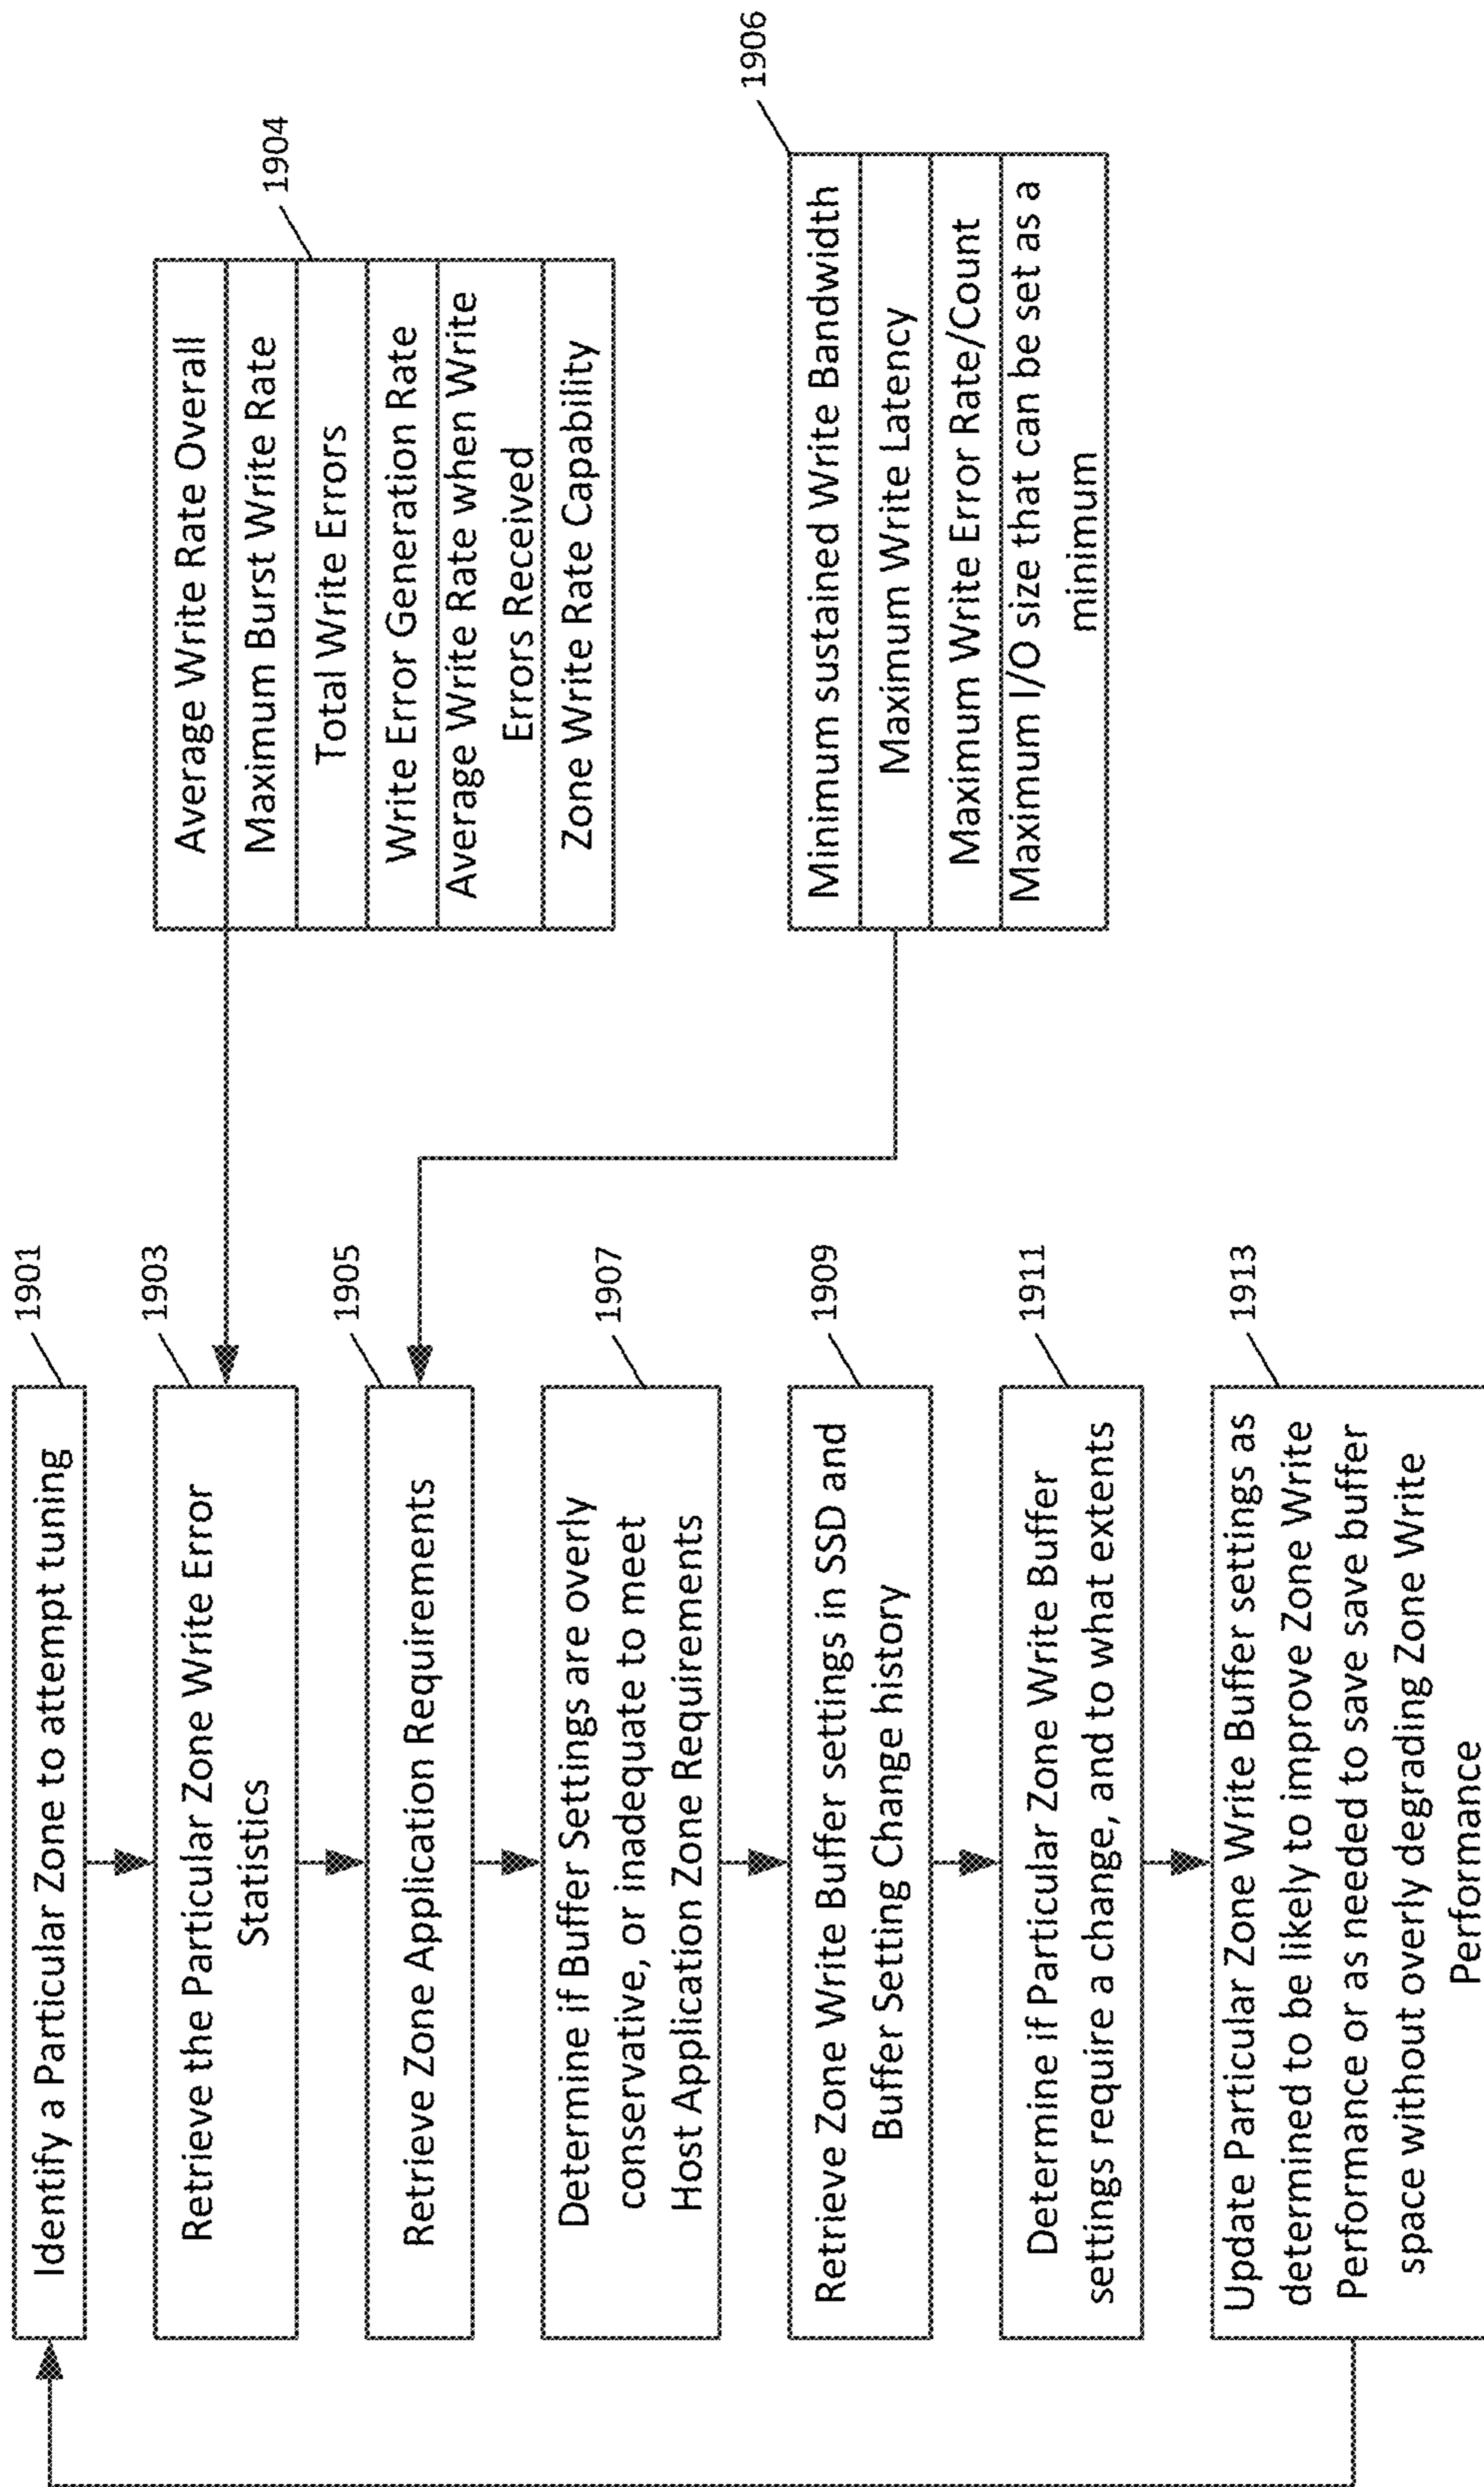 1901
Identify a Particular Zone to attempt tuning
1903
Retrieve the Particular Zone Write Error
Statistics
1904
Average Write Rate Overall
Maximum Burst Write Rate
Total Write Errors
Write Error Generation Rate
Average Write Rate when Write
Errors Received
Zone Write Rate Capability
1905
Retrieve Zone Application Requirements
1906
Minimum sustained Write Bandwidth
Maximum Write Latency
Maximum Write Error Rate/Count
Maximum I/O size that can be set as a
minimum
1907
Determine if Buffer Settings are overly
conservative, or inadequate to meet
Host Application Zone Requirements
1909
Retrieve Zone Write Buffer settings in SSD and
Buffer Setting Change history
1911
Determine if Particular Zone Write Buffer
settings require a change, and to what extents
1913
Update Particular Zone Write Buffer settings as
determined to be likely to improve Zone Write
Performance or as needed to save save buffer
space without overly degrading Zone Write
Performance